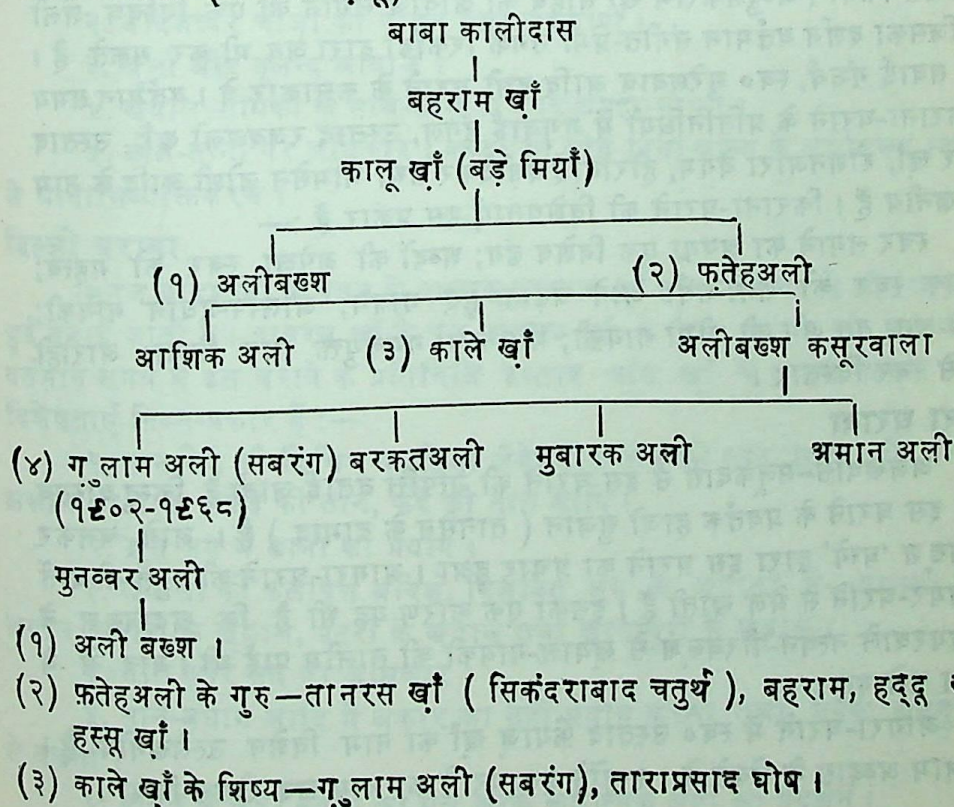 बाबा कालीदास
बहराम ख़ाँ
कालू ख़ाँ (बड़े मियाँ)
(१) अलीबख्श (२) फ़तेहअली
आशिक अली (३) काले ख़ाँ अलीबख्श कसूरवाला
(४) ग़ुलाम अली (सबरंग) बरकतअली मुबारक अली अमान अली
(१९०२-१९६८)
मुनव्वर अली
(१) अली बख्श ।
(२) फ़तेहअली के गुरु—तानरस ख़ाँ ( सिकंदराबाद चतुर्थ ), बहराम, हद्दू
हस्सू ख़ाँ ।
(३) काले ख़ाँ के शिष्य—ग़ुलाम अली (सबरंग), ताराप्रसाद घोष ।